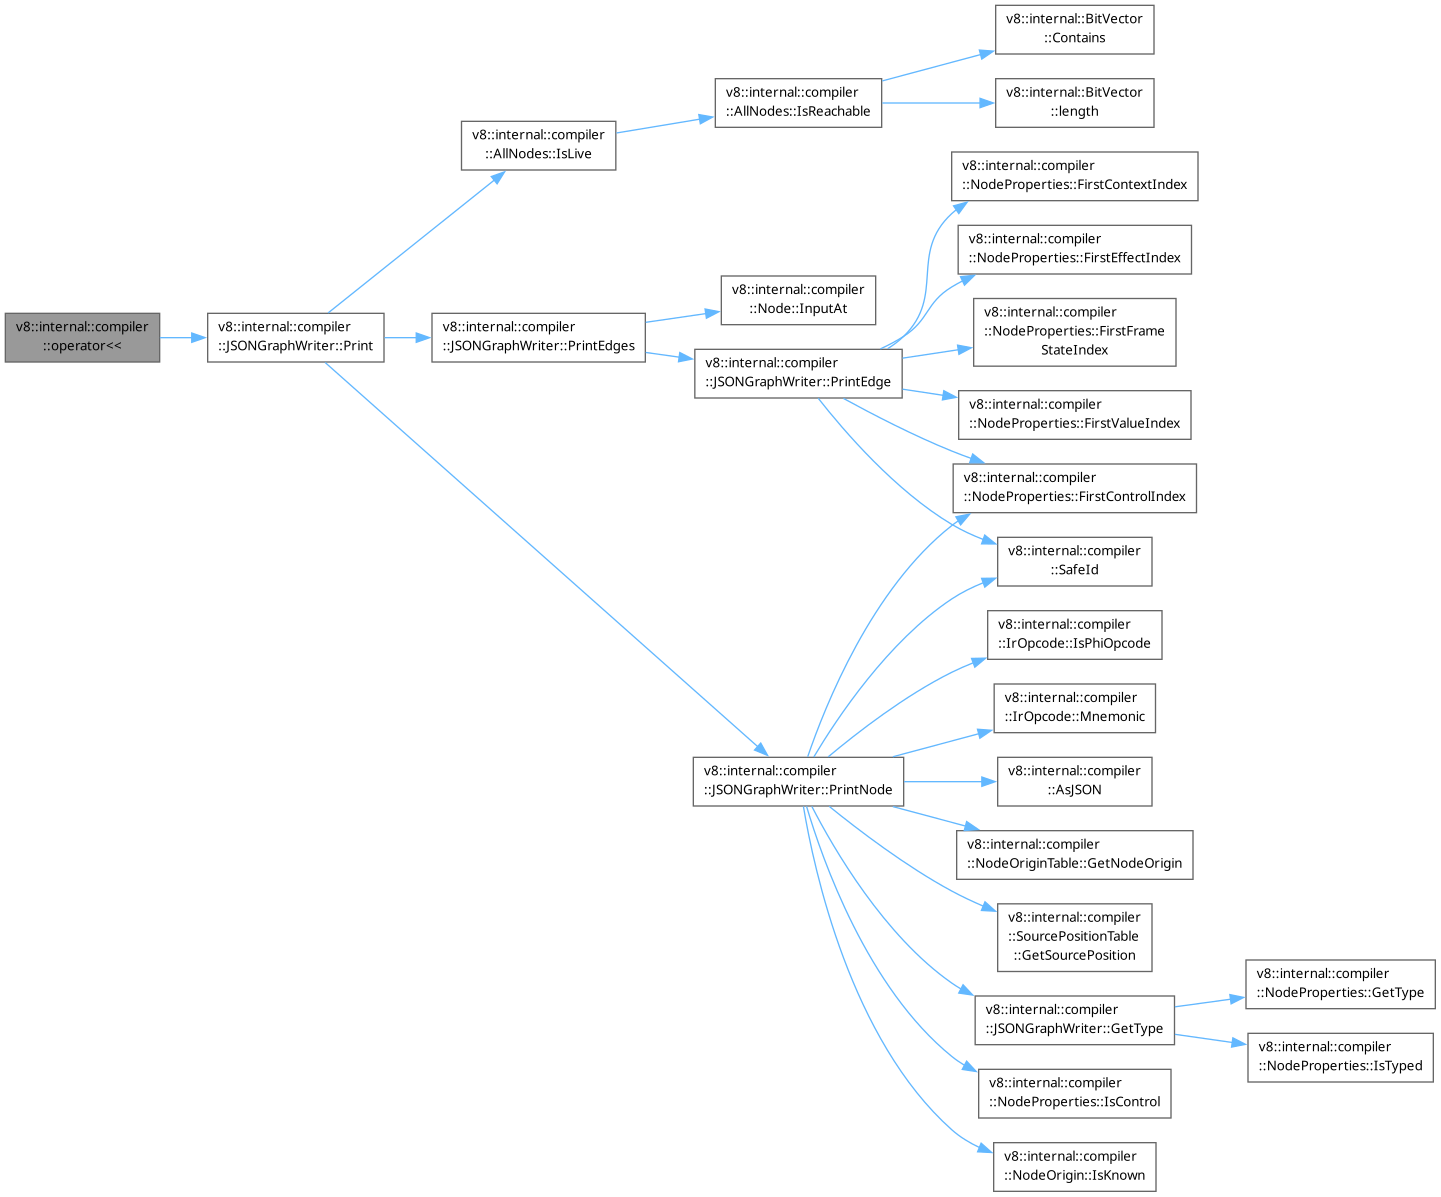 v8::internal::BitVector
::Contains
v8::internal::compiler
::AllNodes::IsReachable
v8::internal::BitVector
::length
v8::internal::compiler
::AllNodes::IsLive
v8::internal::compiler
::NodeProperties::FirstContextIndex
v8::internal::compiler
::NodeProperties::FirstEffectIndex
v8::internal::compiler
::Node::InputAt
v8::internal::compiler
::NodeProperties::FirstFrame
StateIndex
v8::internal::compiler
::operator<<
v8::internal::compiler
::JSONGraphWriter::Print
v8::internal::compiler
::JSONGraphWriter::PrintEdges
v8::internal::compiler
::JSONGraphWriter::PrintEdge
v8::internal::compiler
::NodeProperties::FirstValueIndex
v8::internal::compiler
::NodeProperties::FirstControlIndex
v8::internal::compiler
::SafeId
v8::internal::compiler
::IrOpcode::IsPhiOpcode
v8::internal::compiler
::IrOpcode::Mnemonic
v8::internal::compiler
::JSONGraphWriter::PrintNode
v8::internal::compiler
::AsJSON
v8::internal::compiler
::NodeOriginTable::GetNodeOrigin
v8::internal::compiler
::SourcePositionTable
::GetSourcePosition
v8::internal::compiler
::JSONGraphWriter::GetType
v8::internal::compiler
::NodeProperties::GetType
v8::internal::compiler
::NodeProperties::IsTyped
v8::internal::compiler
::NodeProperties::IsControl
v8::internal::compiler
::NodeOrigin::IsKnown